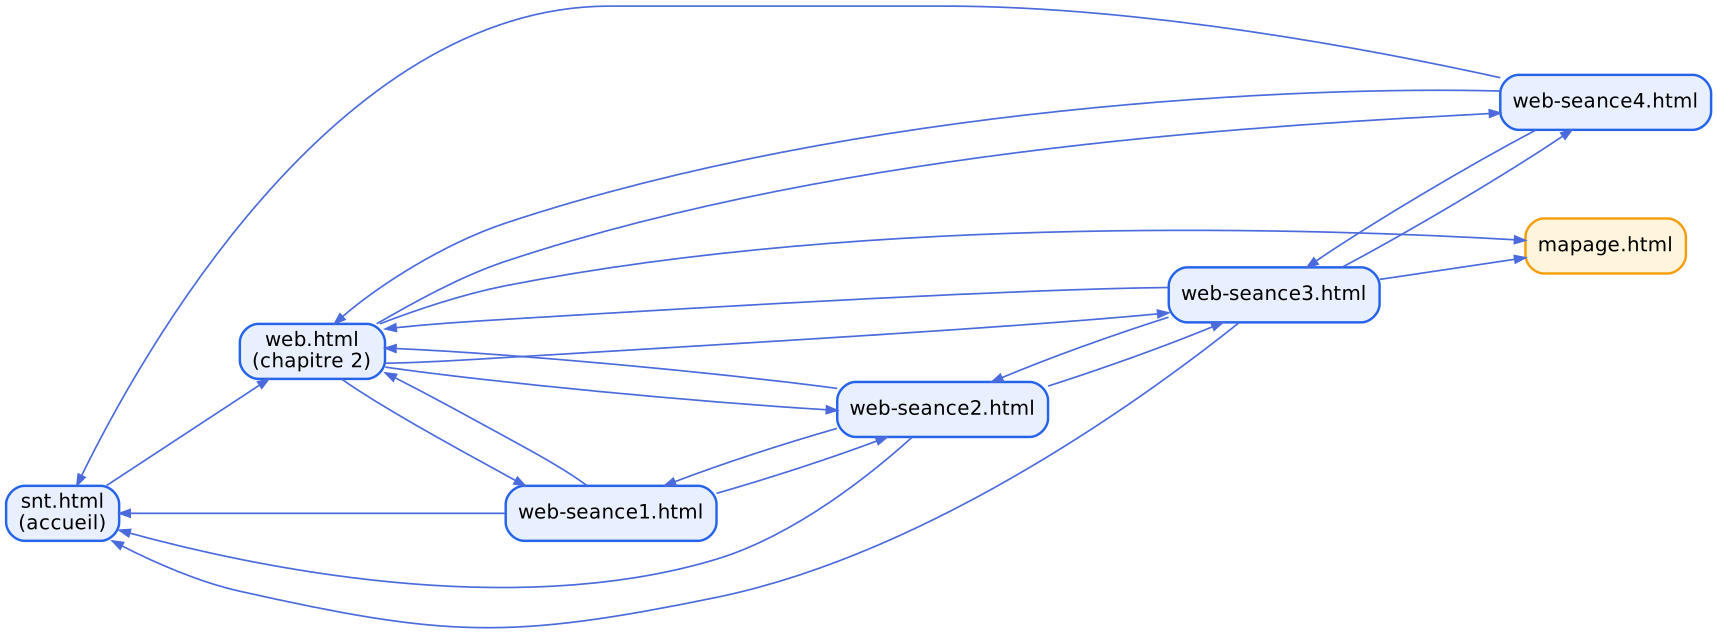 web-seance4.html
mapage.html
web-seance3.html
web.html
(chapitre 2)
web-seance2.html
snt.html
(accueil)
web-seance1.html